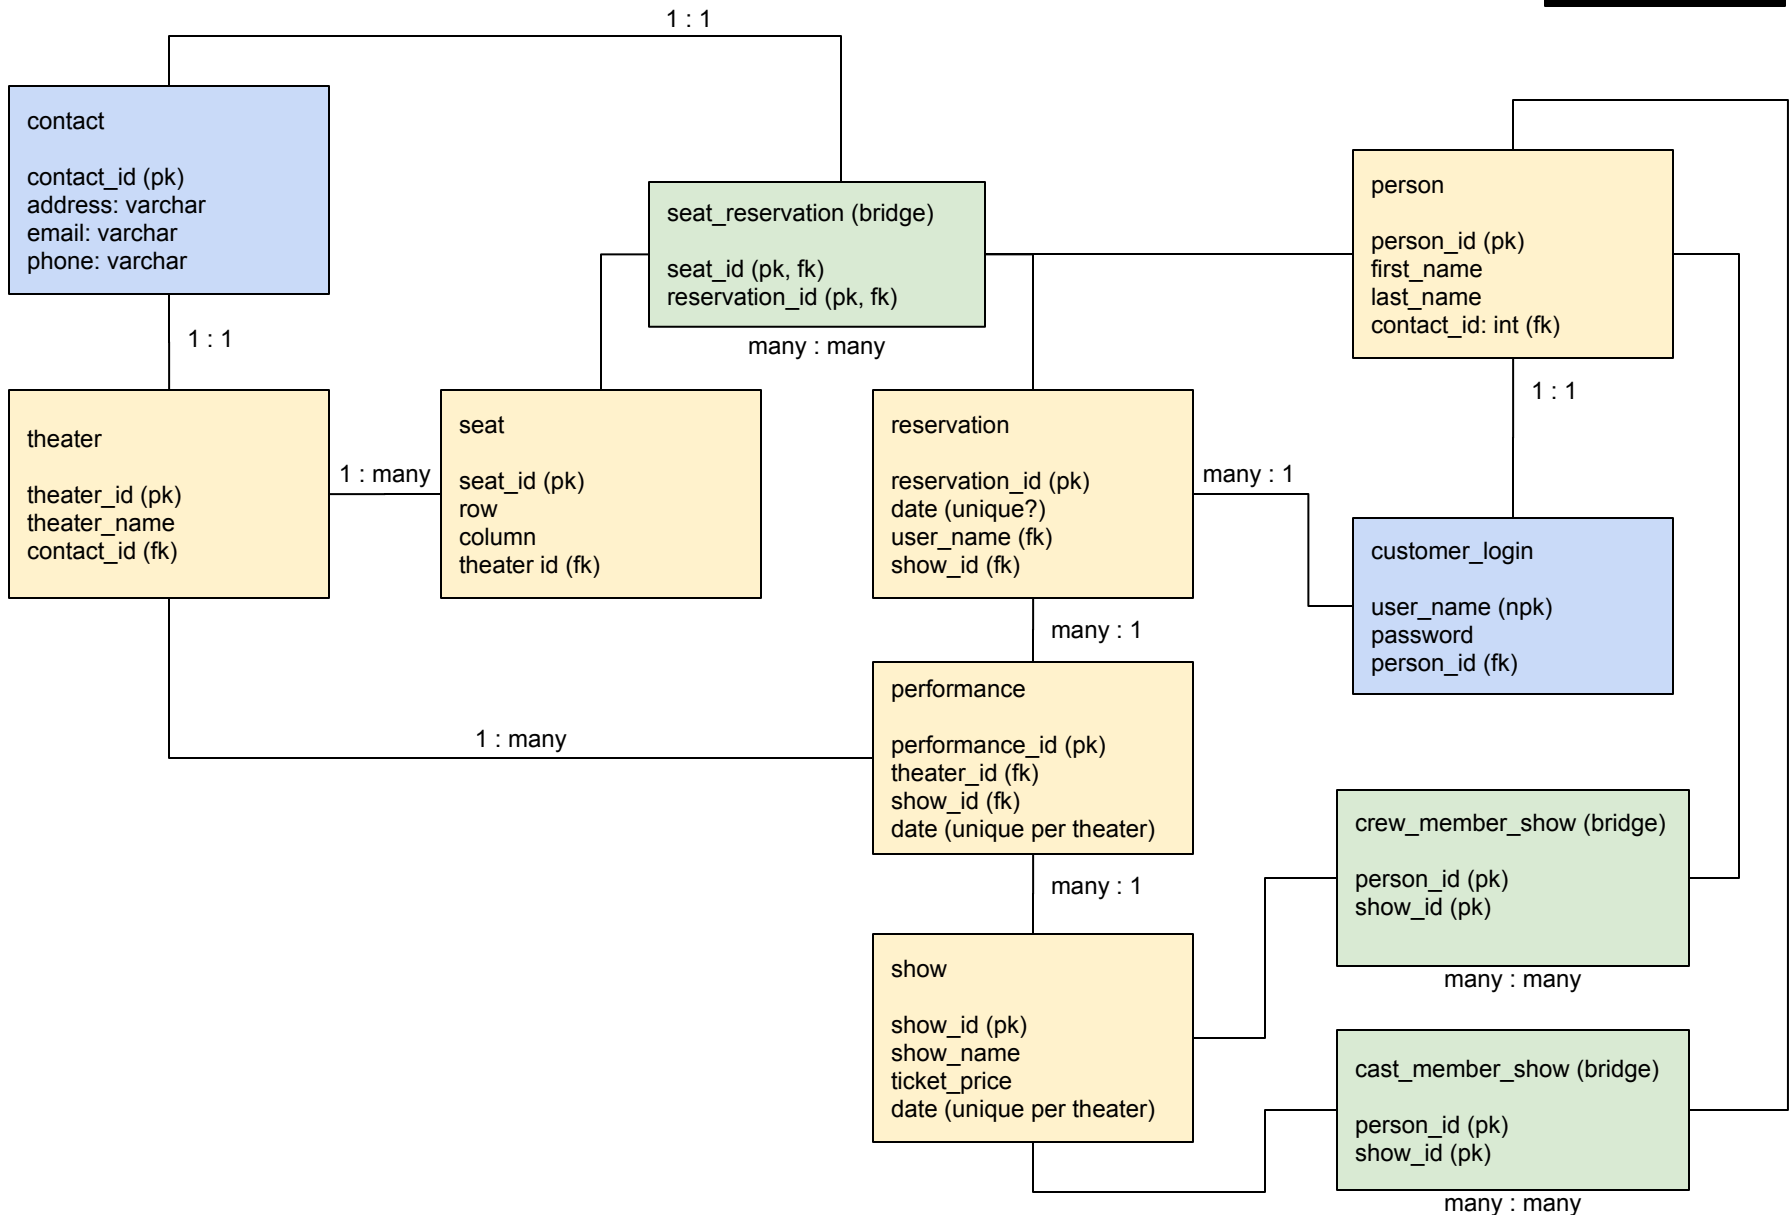 1 : 1
contact
contact_id (pk)
address: varchar
email: varchar
phone: varchar
seat_reservation (bridge)
seat_id (pk, fk)
reservation_id (pk, fk)
many : many
person
person_id (pk)
first_name
last_name
contact_id: int (fk)
1 : 1
1 : 1
theater
theater_id (pk)
theater_name
contact_id (fk)
1 : many
seat
seat_id (pk)
row
column
theater id (fk)
reservation
reservation_id (pk)
date (unique?)
user_name (fk)
show_id (fk)
many : 1
customer_login
user_name (npk)
password
person_id (fk)
many : 1
1 : many
performance
performance_id (pk)
theater_id (fk)
show_id (fk)
date (unique per theater)
many : 1
crew_member_show (bridge)
person_id (pk)
show_id (pk)
many : many
show
show_id (pk)
show_name
ticket_price
date (unique per theater)
cast_member_show (bridge)
person_id (pk)
show_id (pk)
many : many